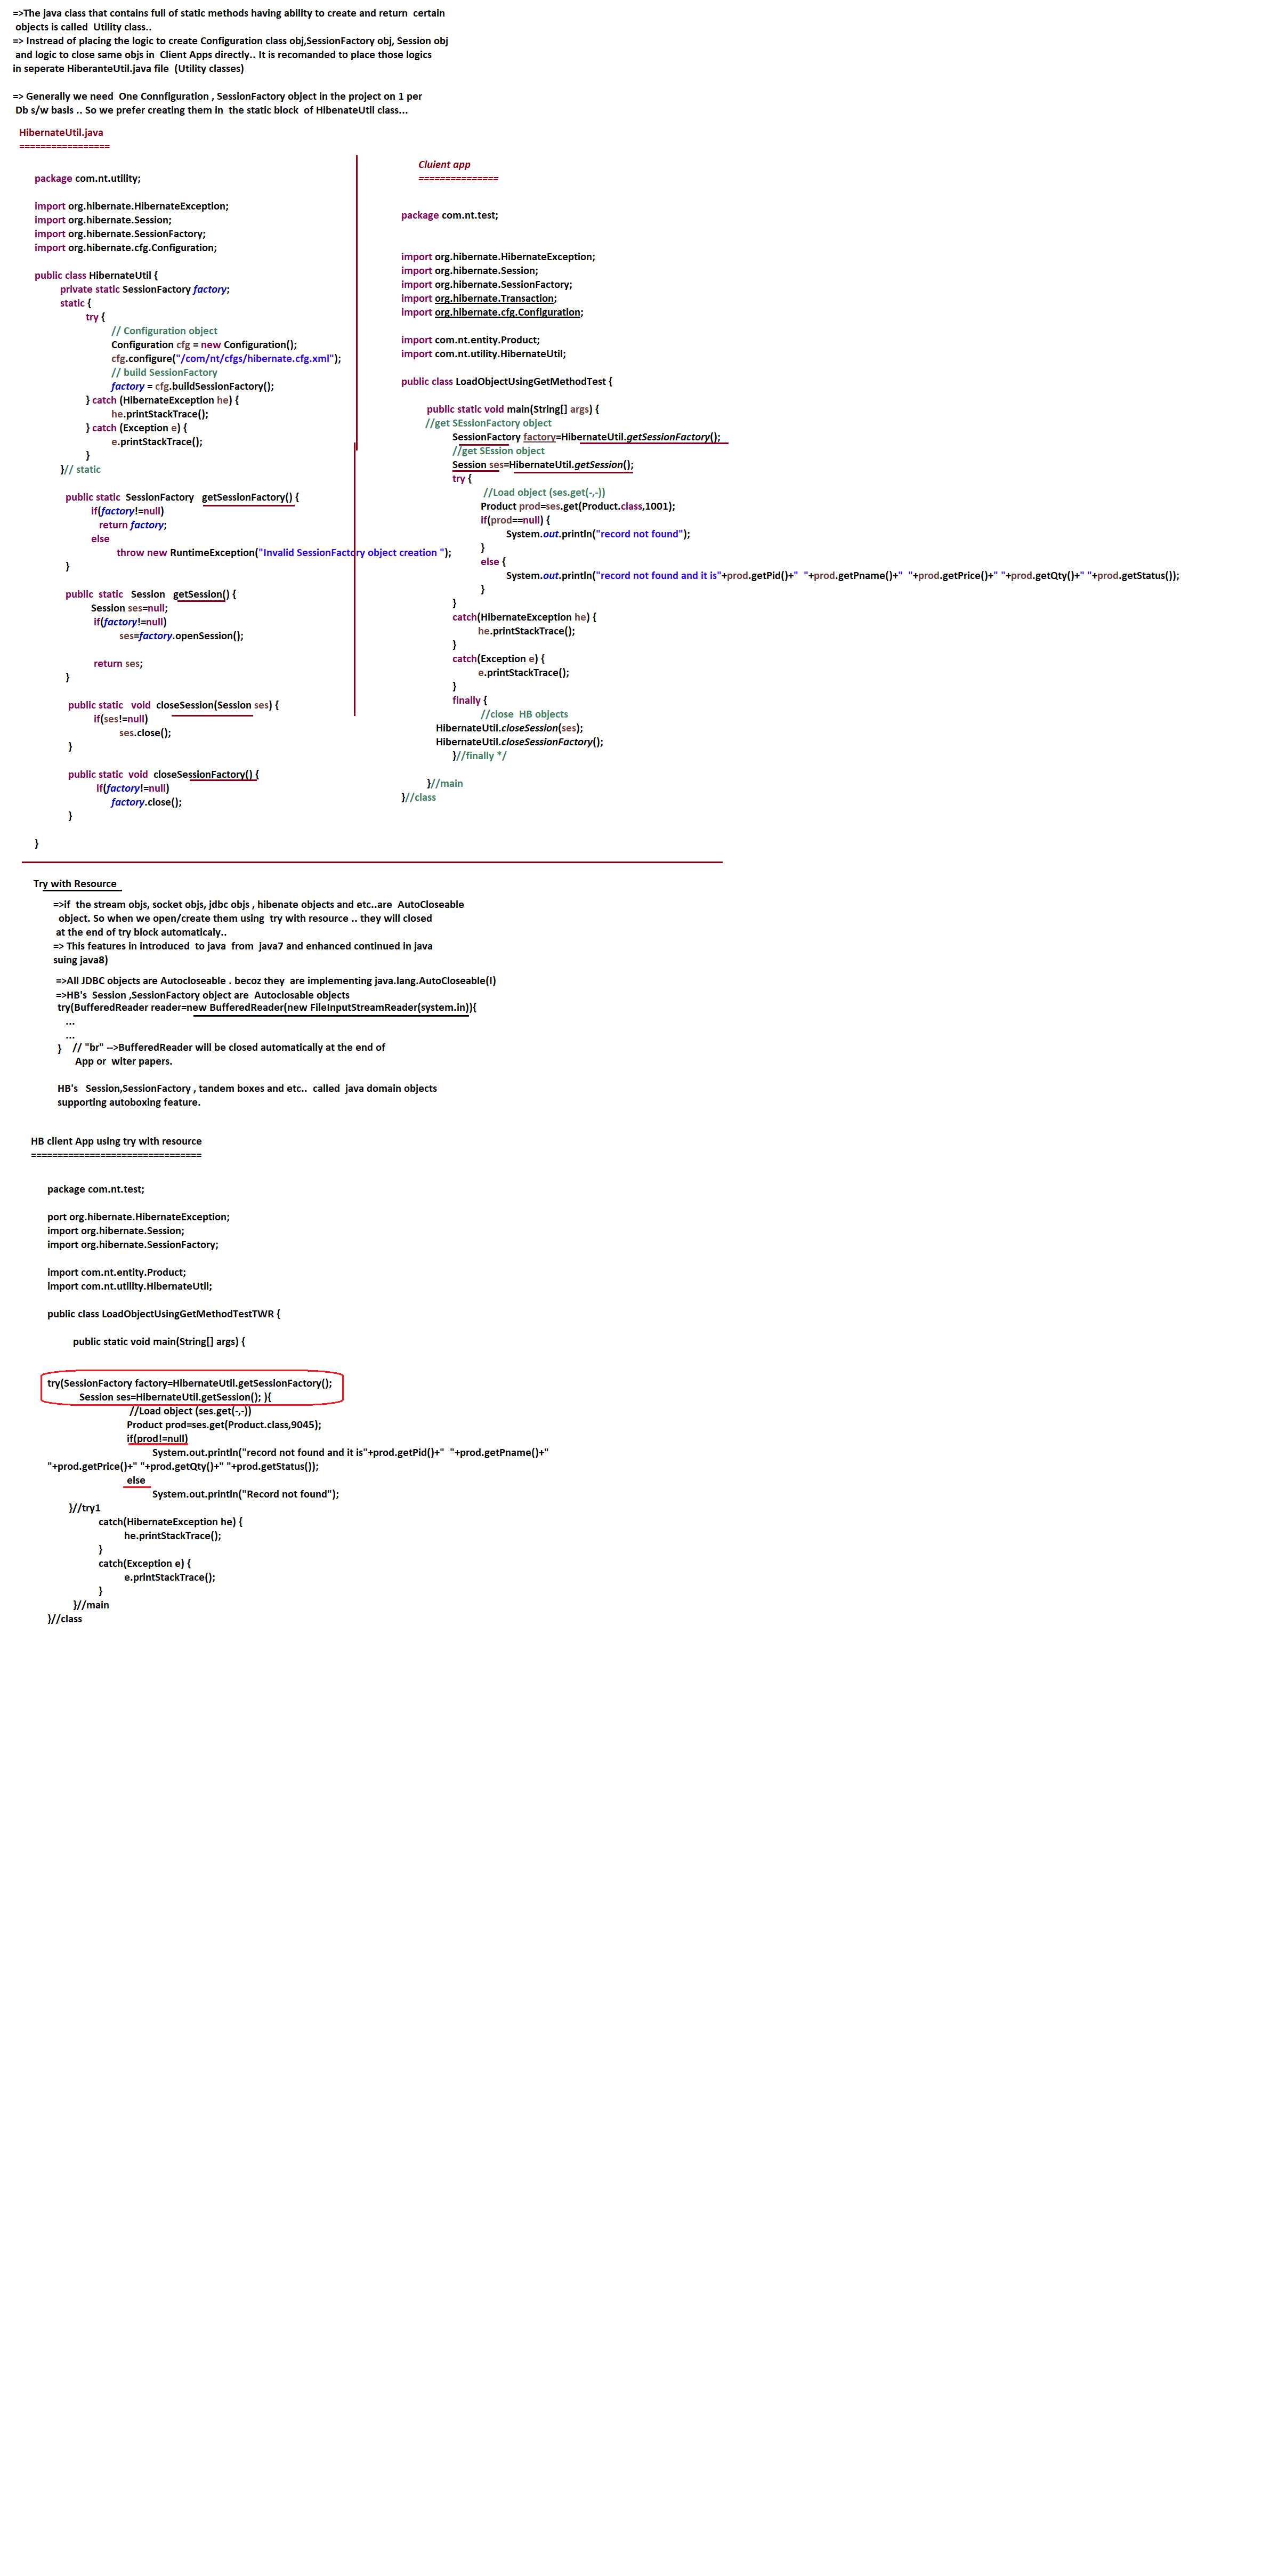 =>The java class that contains full of static methods having ability to create and return  certain
objects is called  Utility class..
=> Instread of placing the logic to create Configuration class obj,SessionFactory obj, Session obj
and logic to close same objs in  Client Apps directly.. It is recomanded to place those logics
in seperate HiberanteUtil.java file  (Utility classes)
=> Generally we need  One Connfiguration , SessionFactory object in the project on 1 per
Db s/w basis .. So we prefer creating them in  the static block  of HibenateUtil class...
HibernateUtil.java
=================
package com.nt.utility;
import org.hibernate.HibernateException;
import org.hibernate.Session;
import org.hibernate.SessionFactory;
import org.hibernate.cfg.Configuration;
public class HibernateUtil {
private static SessionFactory factory;
static {
try {
// Configuration object
Configuration cfg = new Configuration();
cfg.configure("/com/nt/cfgs/hibernate.cfg.xml");
// build SessionFactory
factory = cfg.buildSessionFactory();
} catch (HibernateException he) {
he.printStackTrace();
} catch (Exception e) {
e.printStackTrace();
}
}// static
public static  SessionFactory   getSessionFactory() {
if(factory!=null)
return factory;
else
throw new RuntimeException("Invalid SessionFactory object creation ");
}
public  static   Session   getSession() {
Session ses=null;
if(factory!=null)
ses=factory.openSession();
return ses;
}
public static   void  closeSession(Session ses) {
if(ses!=null)
ses.close();
}
public static  void  closeSessionFactory() {
if(factory!=null)
factory.close();
}
}
Cluient app
===============
package com.nt.test;
import org.hibernate.HibernateException;
import org.hibernate.Session;
import org.hibernate.SessionFactory;
import org.hibernate.Transaction;
import org.hibernate.cfg.Configuration;
import com.nt.entity.Product;
import com.nt.utility.HibernateUtil;
public class LoadObjectUsingGetMethodTest {
public static void main(String[] args) {
//get SEssionFactory object
SessionFactory factory=HibernateUtil.getSessionFactory();
//get SEssion object
Session ses=HibernateUtil.getSession();
try {
//Load object (ses.get(-,-))
Product prod=ses.get(Product.class,1001);
if(prod==null) {
System.out.println("record not found");
}
else {
System.out.println("record not found and it is"+prod.getPid()+"  "+prod.getPname()+"  "+prod.getPrice()+" "+prod.getQty()+" "+prod.getStatus());
}
}
catch(HibernateException he) {
he.printStackTrace();
}
catch(Exception e) {
e.printStackTrace();
}
finally {
//close  HB objects
HibernateUtil.closeSession(ses);
HibernateUtil.closeSessionFactory();
}//finally */
}//main
}//class
Try with Resource
=>if  the stream objs, socket objs, jdbc objs , hibenate objects and etc..are  AutoCloseable
object. So when we open/create them using  try with resource .. they will closed
at the end of try block automaticaly..
=> This features in introduced  to java  from  java7 and enhanced continued in java
suing java8)
=>All JDBC objects are Autocloseable . becoz they  are implementing java.lang.AutoCloseable(I)
=>HB's  Session ,SessionFactory object are  Autoclosable objects
try(BufferedReader reader=new BufferedReader(new FileInputStreamReader(system.in)){
...
...
}    // "br" -->BufferedReader will be closed automatically at the end of
App or  witer papers.
HB's   Session,SessionFactory , tandem boxes and etc..  called  java domain objects
supporting autoboxing feature.
HB client App using try with resource
================================
package com.nt.test;
port org.hibernate.HibernateException;
import org.hibernate.Session;
import org.hibernate.SessionFactory;
import com.nt.entity.Product;
import com.nt.utility.HibernateUtil;
public class LoadObjectUsingGetMethodTestTWR {
public static void main(String[] args) {
try(SessionFactory factory=HibernateUtil.getSessionFactory();
Session ses=HibernateUtil.getSession(); ){
//Load object (ses.get(-,-))
Product prod=ses.get(Product.class,9045);
if(prod!=null)
System.out.println("record not found and it is"+prod.getPid()+"  "+prod.getPname()+"
"+prod.getPrice()+" "+prod.getQty()+" "+prod.getStatus());
else
System.out.println("Record not found");
}//try1
catch(HibernateException he) {
he.printStackTrace();
}
catch(Exception e) {
e.printStackTrace();
}
}//main
}//class